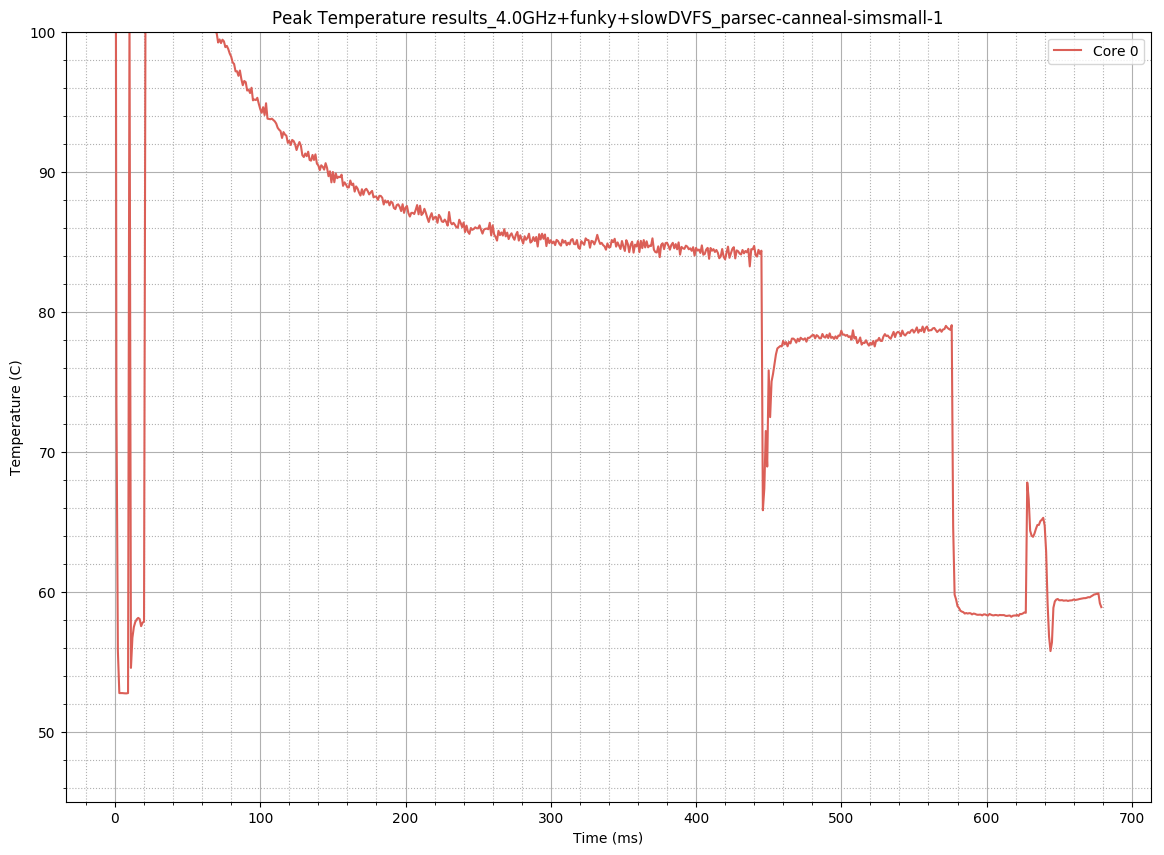 Peak Temperature results_4.0GHz+funky+slowDVFS_parsec-canneal-simsmall-1
Core 0
Temperature (C)
100
90
80
70
60
50
0 100 200 300 400 500 600 700
Time (ms)